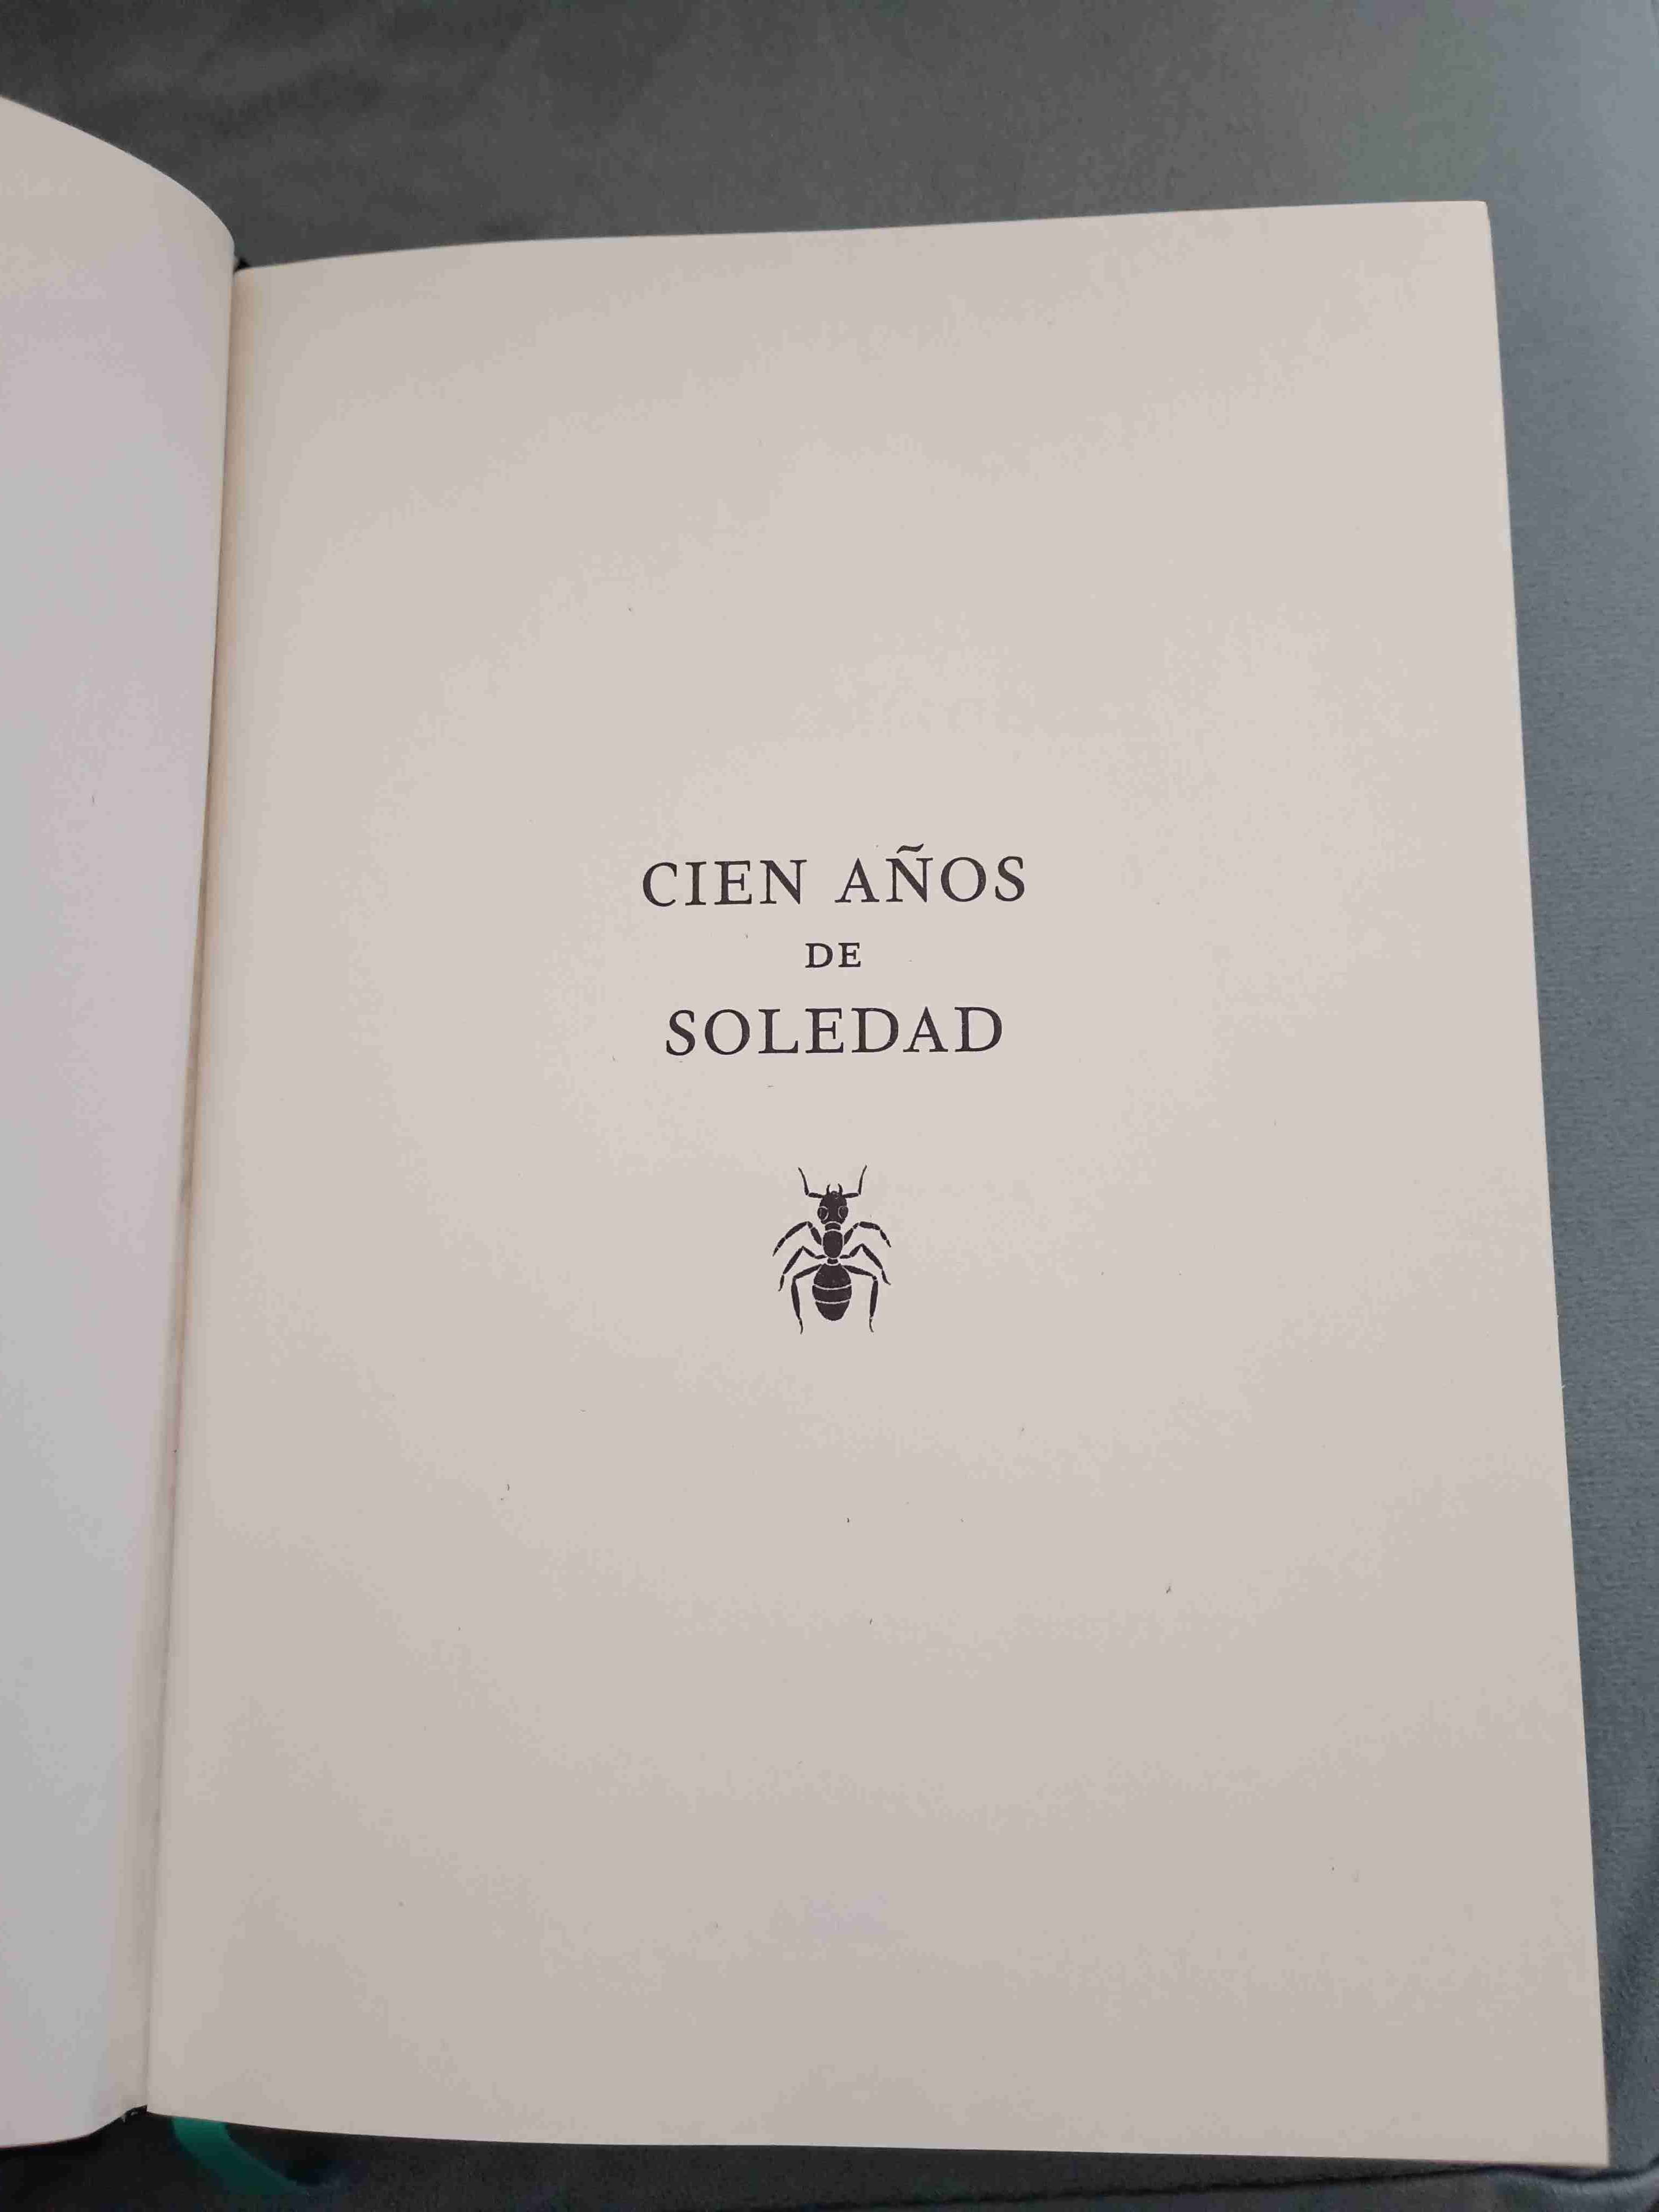 CIEN AÑOS
DE
SOLEDAD